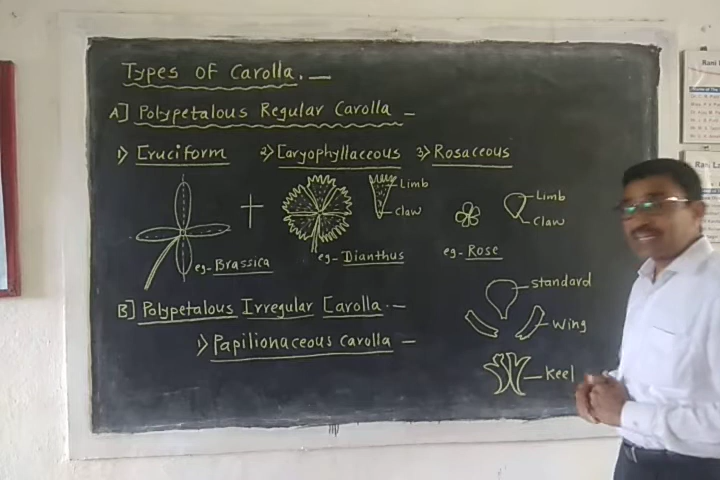 Types of Carolla.—
A] Polypetalous Regular Carolla —
1) Cruciform 2) Caryophyllaceous 3) Rosaceous
Limb
Claw
Limb
Claw
eg- Brassica
eg- Dianthus
eg- Rose
B] Polypetalous Irregular Carolla.—
1) Papilionaceous Carolla —
Standard
Wing
Keel